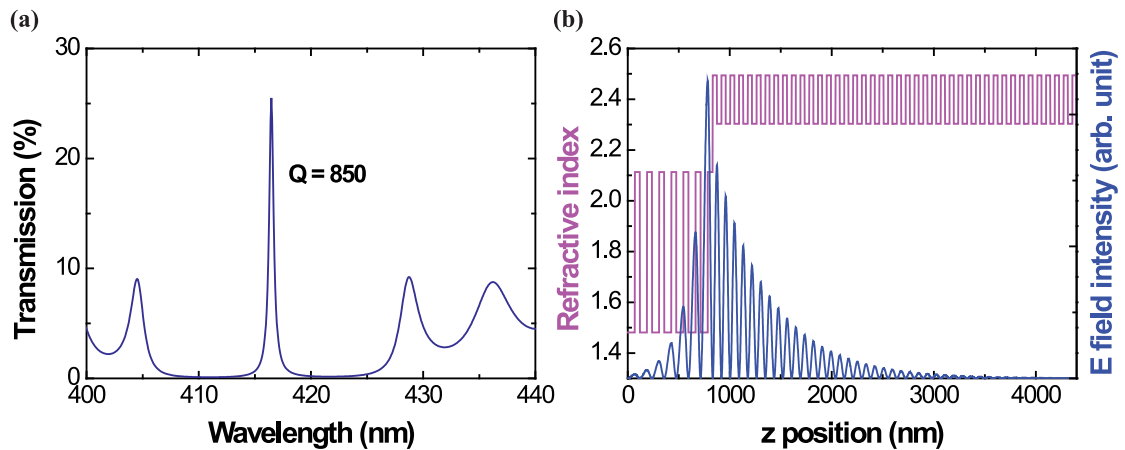 (a)
30
20
10
0
Transmission (%)
Q = 850
400
410
420
430
440
Wavelength (nm)
(b)
2.6
2.4
2.2
2.0
1.8
1.6
1.4
Refractive index
E field intensity (arb. unit)
0
1000
2000
3000
4000
z position (nm)